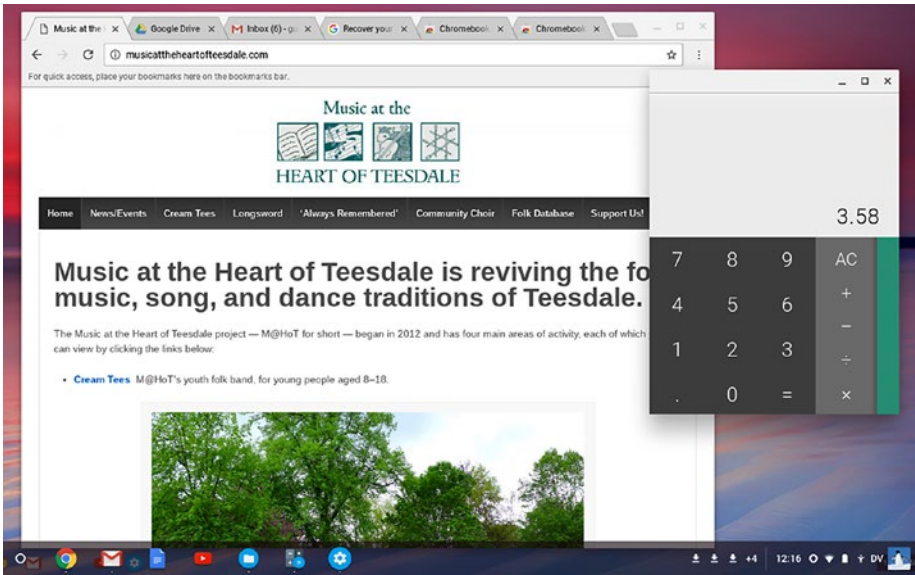 Music at the
Google Drive
Inbox (6) - gu
Recover your
Chromebook
Chromebook
musicattheheartofteesdale.com
For quick access, place your bookmarks here on the bookmarks bar.
Music at the
HEART OF TEESDALE
Home News/Events Cream Tees Longsword 'Always Remembered' Community Choir Folk Database Support Us!
Music at the Heart of Teesdale is reviving the fo
music, song, and dance traditions of Teesdale.
The Music at the Heart of Teesdale project — M@HoT for short — began in 2012 and has four main areas of activity, each of which
can view by clicking the links below:
• Cream Tees M@HoT's youth folk band, for young people aged 8–18.
3.58
7 8 9 AC
4 5 6 +
−
1 2 3 ÷
. 0 = ×
+4 12:16 DV